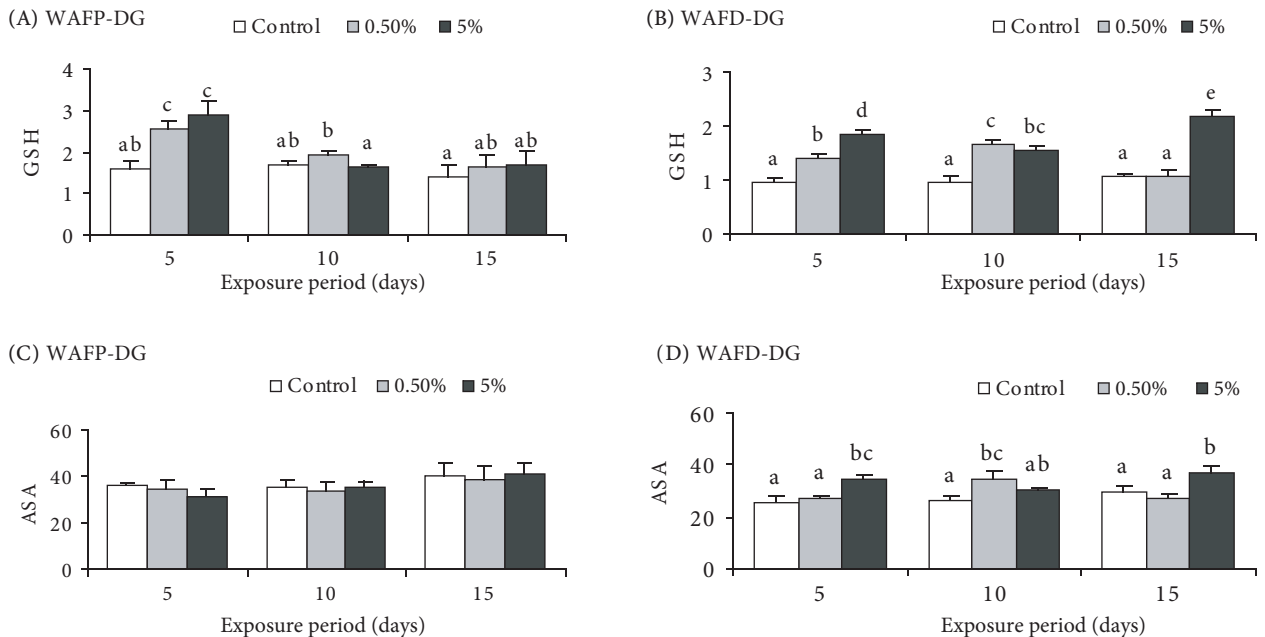 (A) WAFP-DG
Control 0.50% 5%
4
3
2
1
0
GSH
ab c c ab b a a ab ab
5 10 15
Exposure period (days)
(B) WAFD-DG
Control 0.50% 5%
3
2
1
0
GSH
a b d a c bc a a e
5 10 15
Exposure period (days)
(C) WAFP-DG
Control 0.50% 5%
60
40
20
0
ASA
5 10 15
Exposure period (days)
(D) WAFD-DG
Control 0.50% 5%
60
40
20
0
ASA
a a bc a bc ab a a b
5 10 15
Exposure period (days)